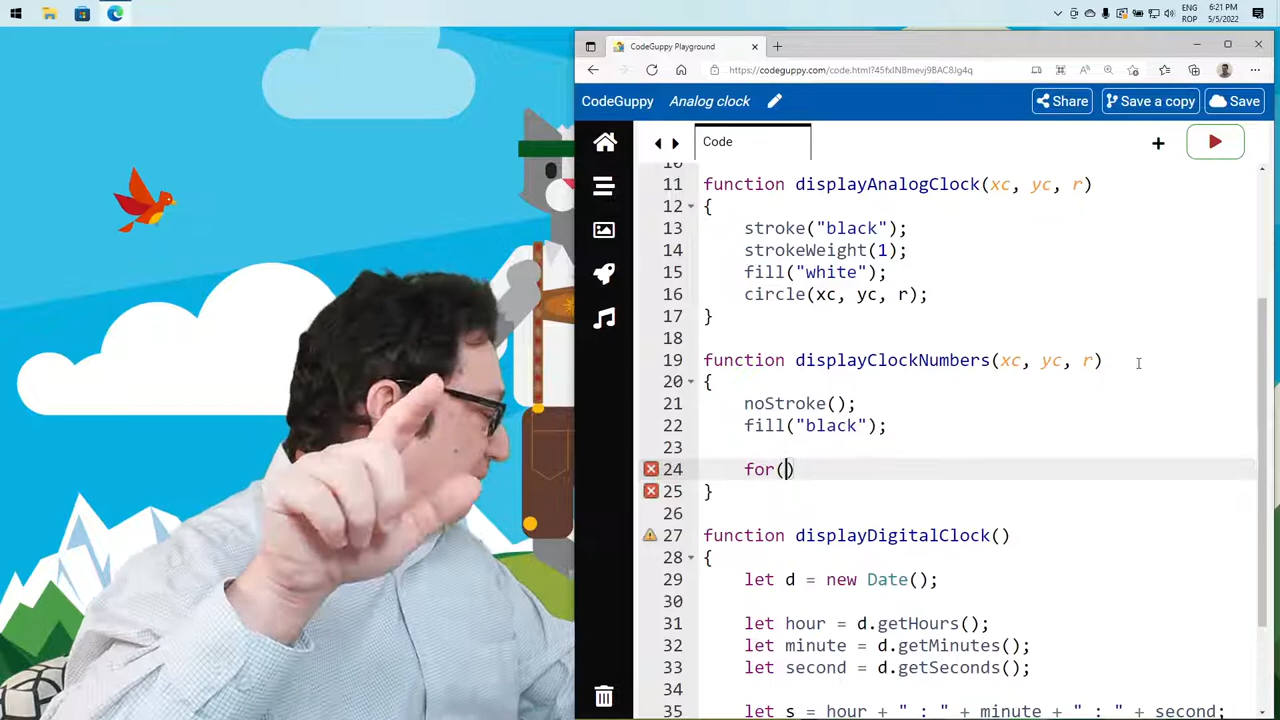 ENG
ROP
6:21 PM
5/5/2022
CodeGuppy Playground
https://codeguppy.com/code.html?45fxINBmevj9BAC8Jg4q
CodeGuppy Analog clock Share Save a copy Save
Code
10
11 function displayAnalogClock(xc, yc, r)
12 {
13 stroke("black");
14 strokeWeight(1);
15 fill("white");
16 circle(xc, yc, r);
17 }
18
19 function displayClockNumbers(xc, yc, r)
20 {
21 noStroke();
22 fill("black");
23
24 for()
25 }
26
27 function displayDigitalClock()
28 {
29 let d = new Date();
30
31 let hour = d.getHours();
32 let minute = d.getMinutes();
33 let second = d.getSeconds();
34
35 let s = hour + " : " + minute + " : " + second;